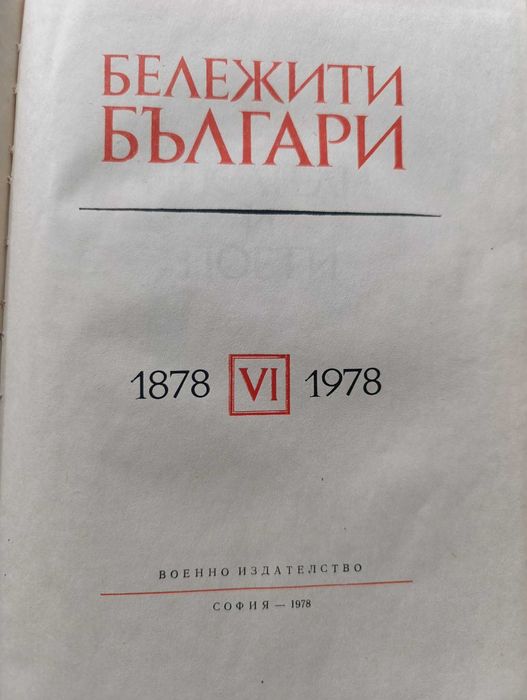 БЕЛЕЖИТИ
БЪЛГАРИ
1878 VI 1978
ВОЕННО ИЗДАТЕЛСТВО
СОФИЯ — 1978